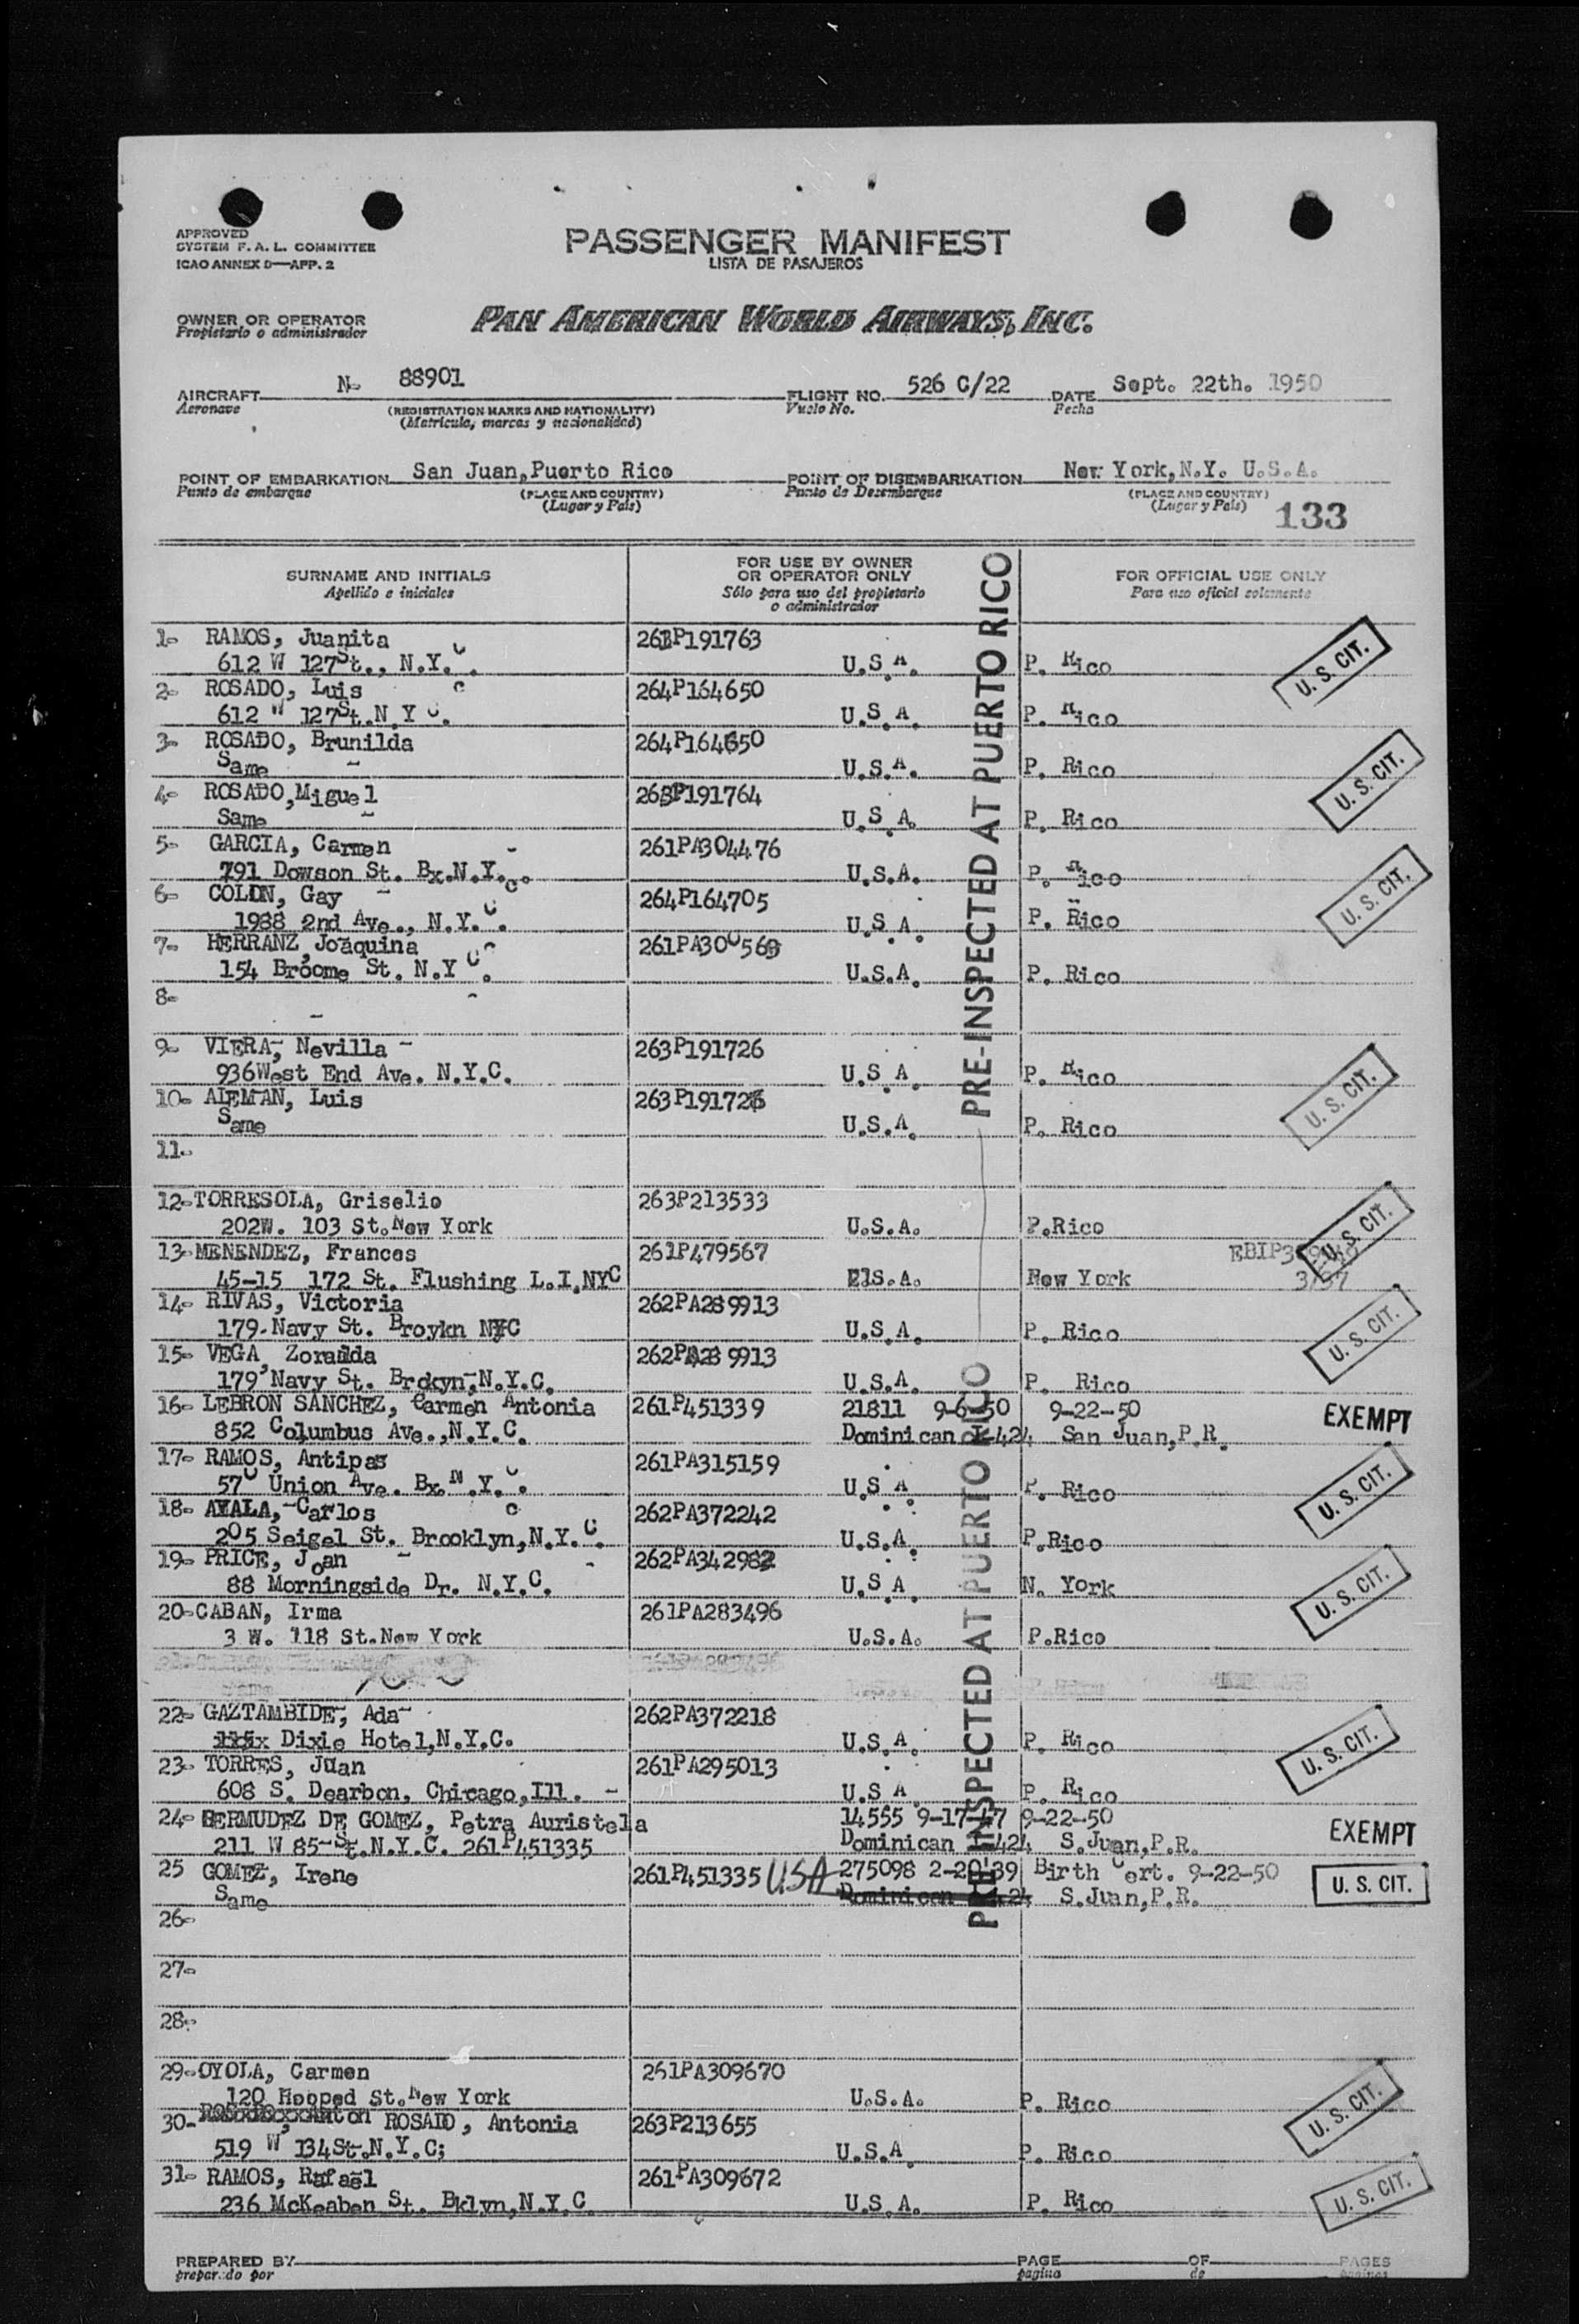 APPROVED
SYSTEM F. A. L. COMMITTEE
ICAO ANNEX D—APP. 2
PASSENGER MANIFEST
LISTA DE PASAJEROS
OWNER OR OPERATOR
Propietario o administrador
PAN AMERICAN WORLD AIRWAYS, INC.
AIRCRAFT N- 88901 FLIGHT NO. 526 C/22 DATE Sept. 22th. 1950
Aeronave (REGISTRATION MARKS AND NATIONALITY) Vuelo No. Fecha
(Matricula, marcas y nacionalidad)
POINT OF EMBARKATION San Juan,Puerto Rico POINT OF DISEMBARKATION New York,N.Y. U.S.A.
Punto de embarque (PLACE AND COUNTRY) Punto de Desembarque (PLACE AND COUNTRY)
(Lugar y País) (Lugar y País) 133
SURNAME AND INITIALS FOR USE BY OWNER OR OPERATOR ONLY FOR OFFICIAL USE ONLY
Apellido e iniciales Sólo para uso del propietario o administrador Para uso oficial solamente
PRE-INSPECTED AT PUERTO RICO
1- RAMOS, Juanita 263P191763
612 W 127St., N.Y.C. U.S.A. P. Rico U. S. CIT.
2- ROSADO, Luis 264P164650
612 W 127St.N.Y.C. U.S.A. P. Rico
3- ROSADO, Brunilda 264P164650
Same U.S.A. P. Rico U. S. CIT.
4- ROSADO,Miguel 263P191764
Same U.S.A. P. Rico
5- GARCIA, Carmen 261PA304476
791 Dowson St. Bx.N.Y.C. U.S.A. P. Rico U. S. CIT.
6- COLON, Gay 264P164705
1988 2nd Ave., N.Y.C. U.S.A. P. Rico
7- HERRANZ, Joaquina 261PA300569
154 Broome St. N.Y.C. U.S.A. P. Rico
8-
9- VIERA, Nevilla 263P191726
936West End Ave. N.Y.C. U.S.A. P. Rico U. S. CIT.
10- ALEMAN, Luis 263P191726
Same U.S.A. P. Rico
11-
12-TORRESOLA, Griselio 263P213533
202W. 103 St.New York U.S.A. P.Rico U. S. CIT.
13-MENENDEZ, Frances 261P479567
45-15 172 St. Flushing L.I.NYC U.S.A. New York 3/57
14- RIVAS, Victoria 262PA289913
179-Navy St. Broykn NYC U.S.A. P. Rico U. S. CIT.
15- VEGA, Zoraida 262PA289913
179 Navy St. Brokyn,N.Y.C. U.S.A. P. Rico
16- LEBRON SANCHEZ, Carmen Antonia 261P451339 21811 9-6-50 9-22-50 EXEMPT
852 Columbus Ave.,N.Y.C. Dominican I-424 San Juan,P.R.
17- RAMOS, Antipas 261PA315159
570 Union Ave. Bx.N.Y.C. U.S.A. P. Rico U. S. CIT.
18- AYALA, Carlos 262PA372242
205 Seigel St. Brooklyn,N.Y.C. U.S.A. P.Rico
19- PRICE, Joan 262PA342982
88 Morningside Dr. N.Y.C. U.S.A. N. York U. S. CIT.
20-CABAN, Irma 261PA283496
3 W. 118 St.New York U.S.A. P.Rico
PRE-INSPECTED AT PUERTO RICO
22- GAZTAMBIDE, Ada 262PA372218
Dixie Hotel,N.Y.C. U.S.A. P. Rico U. S. CIT.
23- TORRES, Juan 261PA295013
608 S. Dearbon, Chicago,Ill. U.S.A. P. Rico
24- BERMUDEZ DE GOMEZ, Petra Auristela 14555 9-17-47 9-22-50 EXEMPT
211 W 85-St.N.Y.C. 261P451335 Dominican I-424 S.Juan,P.R.
25 GOMEZ, Irene 261P451335 USA 275098 2-20-39 Birth Cert. 9-22-50 U. S. CIT.
Same Dominican I-424 S.Juan,P.R.
26-
27-
28-
29-OYOLA, Carmen 261PA309670
120 Hooped St.New York U.S.A. P. Rico U. S. CIT.
30- ROSADO, Antonia 263P213655
519 W 134St.N.Y.C; U.S.A. P. Rico
31- RAMOS, Rafael 261PA309672
236 McKeaben St. Bklyn,N.Y.C. U.S.A. P. Rico U. S. CIT.
PREPARED BY PAGE OF PAGES
preparado por pagina de paginas